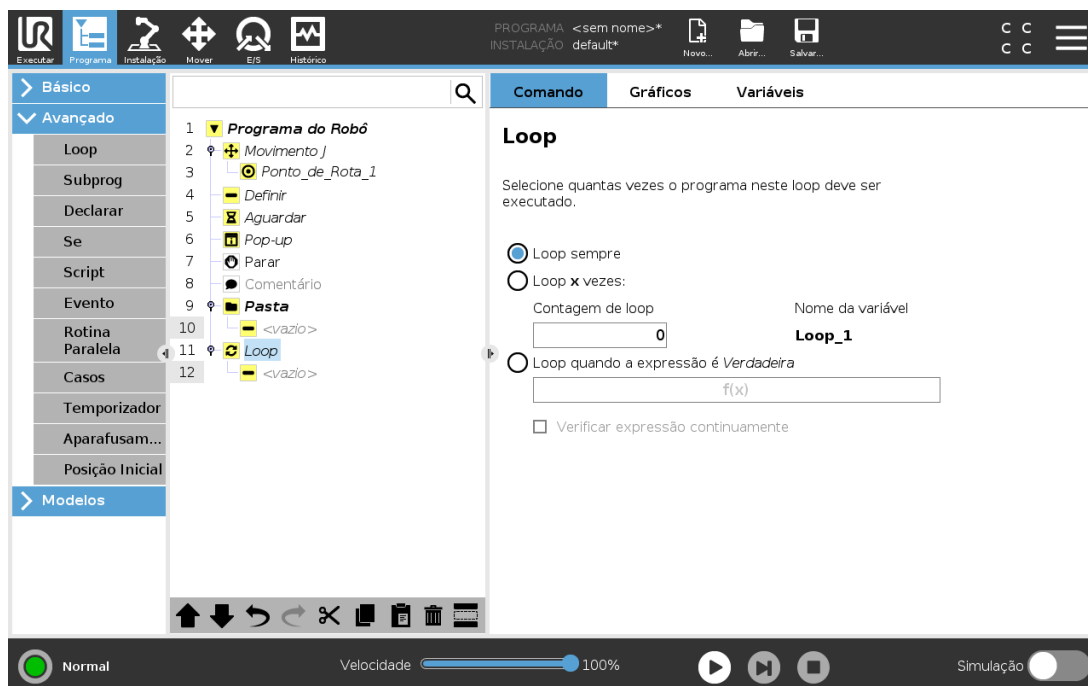 PROGRAMA <sem nome>*
INSTALAÇÃO default*
UR
Executar Programa Instalação Mover E/S Histórico Novo... Abrir... Salvar...
C C
C C
Básico
Avançado
Loop
Subprog
Declarar
Se
Script
Evento
Rotina
Paralela
Casos
Temporizador
Aparafusam...
Posição Inicial
Modelos
1 Programa do Robô
2 Movimento J
3 Ponto_de_Rota_1
4 Definir
5 Aguardar
6 Pop-up
7 Parar
8 Comentário
9 Pasta
10 <vazio>
11 Loop
12 <vazio>
Comando Gráficos Variáveis
Loop
Selecione quantas vezes o programa neste loop deve ser
executado.
Loop sempre
Loop x vezes:
Contagem de loop Nome da variável
0 Loop_1
Loop quando a expressão é Verdadeira
f(x)
Verificar expressão continuamente
Normal Velocidade 100% Simulação